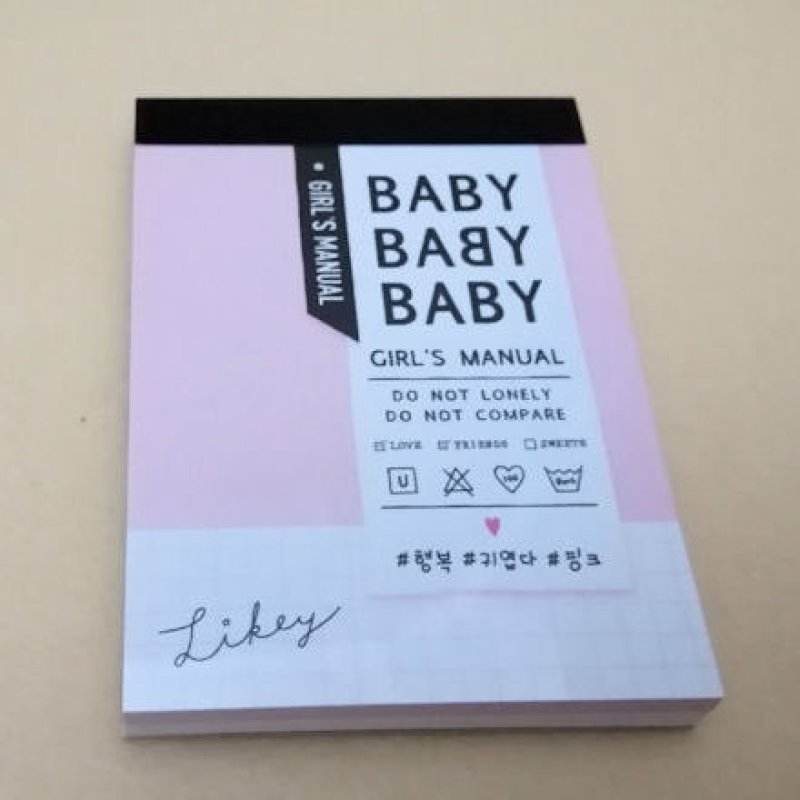 GIRL'S MANUAL
BABY
BABY
BABY
GIRL'S MANUAL
DO NOT LONELY
DO NOT COMPARE
LOVE FRIENDS SWEETS
U
#행복 #귀엽다 #핑크
Likey